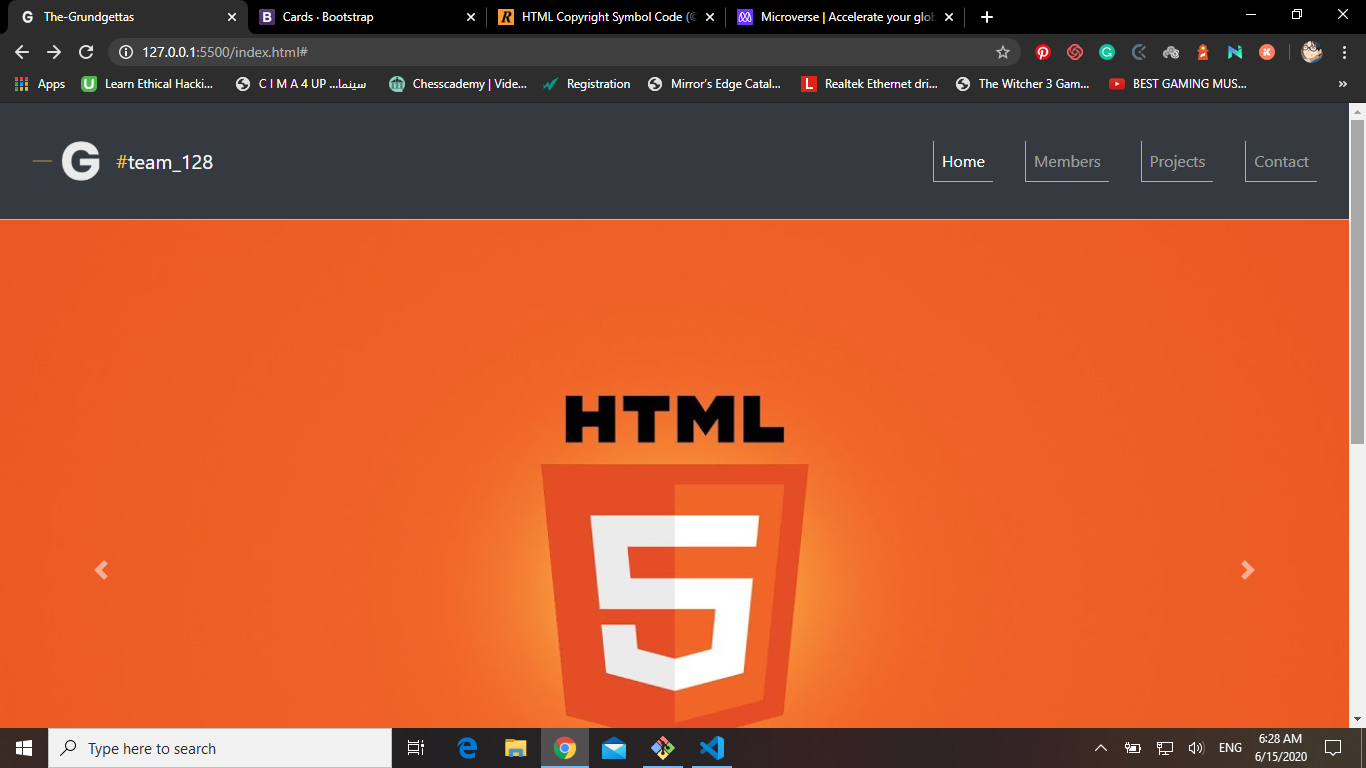 The-Grundgettas
Cards · Bootstrap
HTML Copyright Symbol Code (©
Microverse | Accelerate your glob
127.0.0.1:5500/index.html#
Apps
Learn Ethical Hacki...
C I M A 4 UP ...سينما
Chesscademy | Vide...
Registration
Mirror's Edge Catal...
Realtek Ethernet dri...
The Witcher 3 Gam...
BEST GAMING MUS...
G #team_128
Home
Members
Projects
Contact
HTML
5
Type here to search
ENG
6:28 AM
6/15/2020